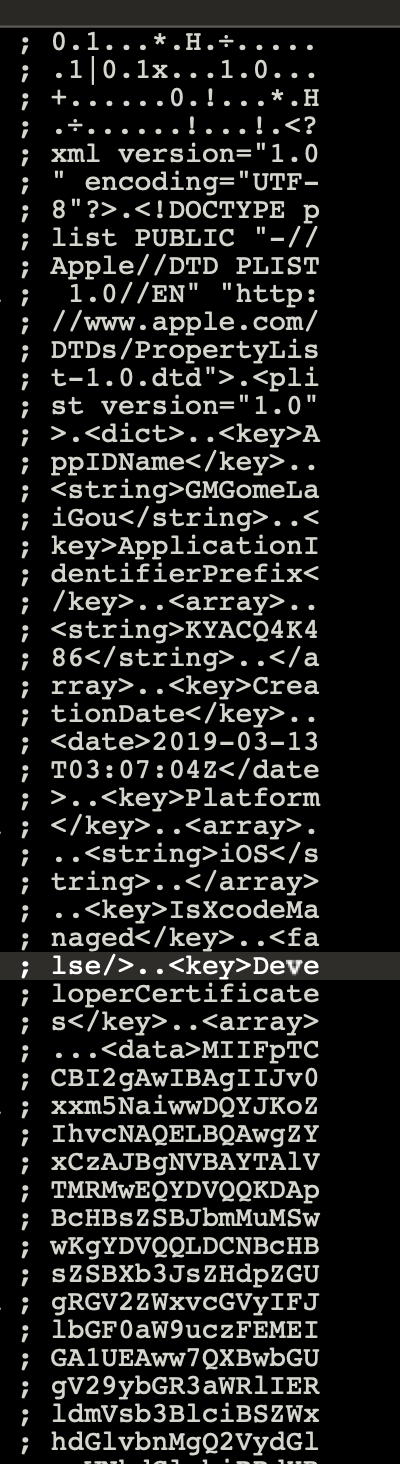 ; 0.1...*.H.÷.....
; .1|0.1x...1.0...
; +......0.!...*.H
; .÷......!...!.<?
; xml version="1.0
; " encoding="UTF-
; 8"?>.<!DOCTYPE p
; list PUBLIC "-//
; Apple//DTD PLIST
;  1.0//EN" "http:
; //www.apple.com/
; DTDs/PropertyLis
; t-1.0.dtd">.<pli
; st version="1.0"
; >.<dict>..<key>A
; ppIDName</key>..
; <string>GMGomeLa
; iGou</string>..<
; key>ApplicationI
; dentifierPrefix<
; /key>..<array>..
; <string>KYACQ4K4
; 86</string>..</a
; rray>..<key>Crea
; tionDate</key>..
; <date>2019-03-13
; T03:07:04Z</date
; >..<key>Platform
; </key>..<array>.
; ..<string>iOS</s
; tring>..</array>
; ..<key>IsXcodeMa
; naged</key>..<fa
; lse/>..<key>Deve
; loperCertificate
; s</key>..<array>
; ...<data>MIIFpTC
; CBI2gAwIBAgIIJv0
; xxm5NaiwwDQYJKoZ
; IhvcNAQELBQAwgZY
; xCzAJBgNVBAYTAlV
; TMRMwEQYDVQQKDAp
; BcHBsZSBJbmMuMSw
; wKgYDVQQLDCNBcHB
; sZSBXb3JsZHdpZGU
; gRGV2ZWxvcGVyIFJ
; lbGF0aW9uczFEMEI
; GA1UEAww7QXBwbGU
; gV29ybGR3aWRlIER
; ldmVsb3BlciBSZWx
; hdGlvbnMgQ2VydGl